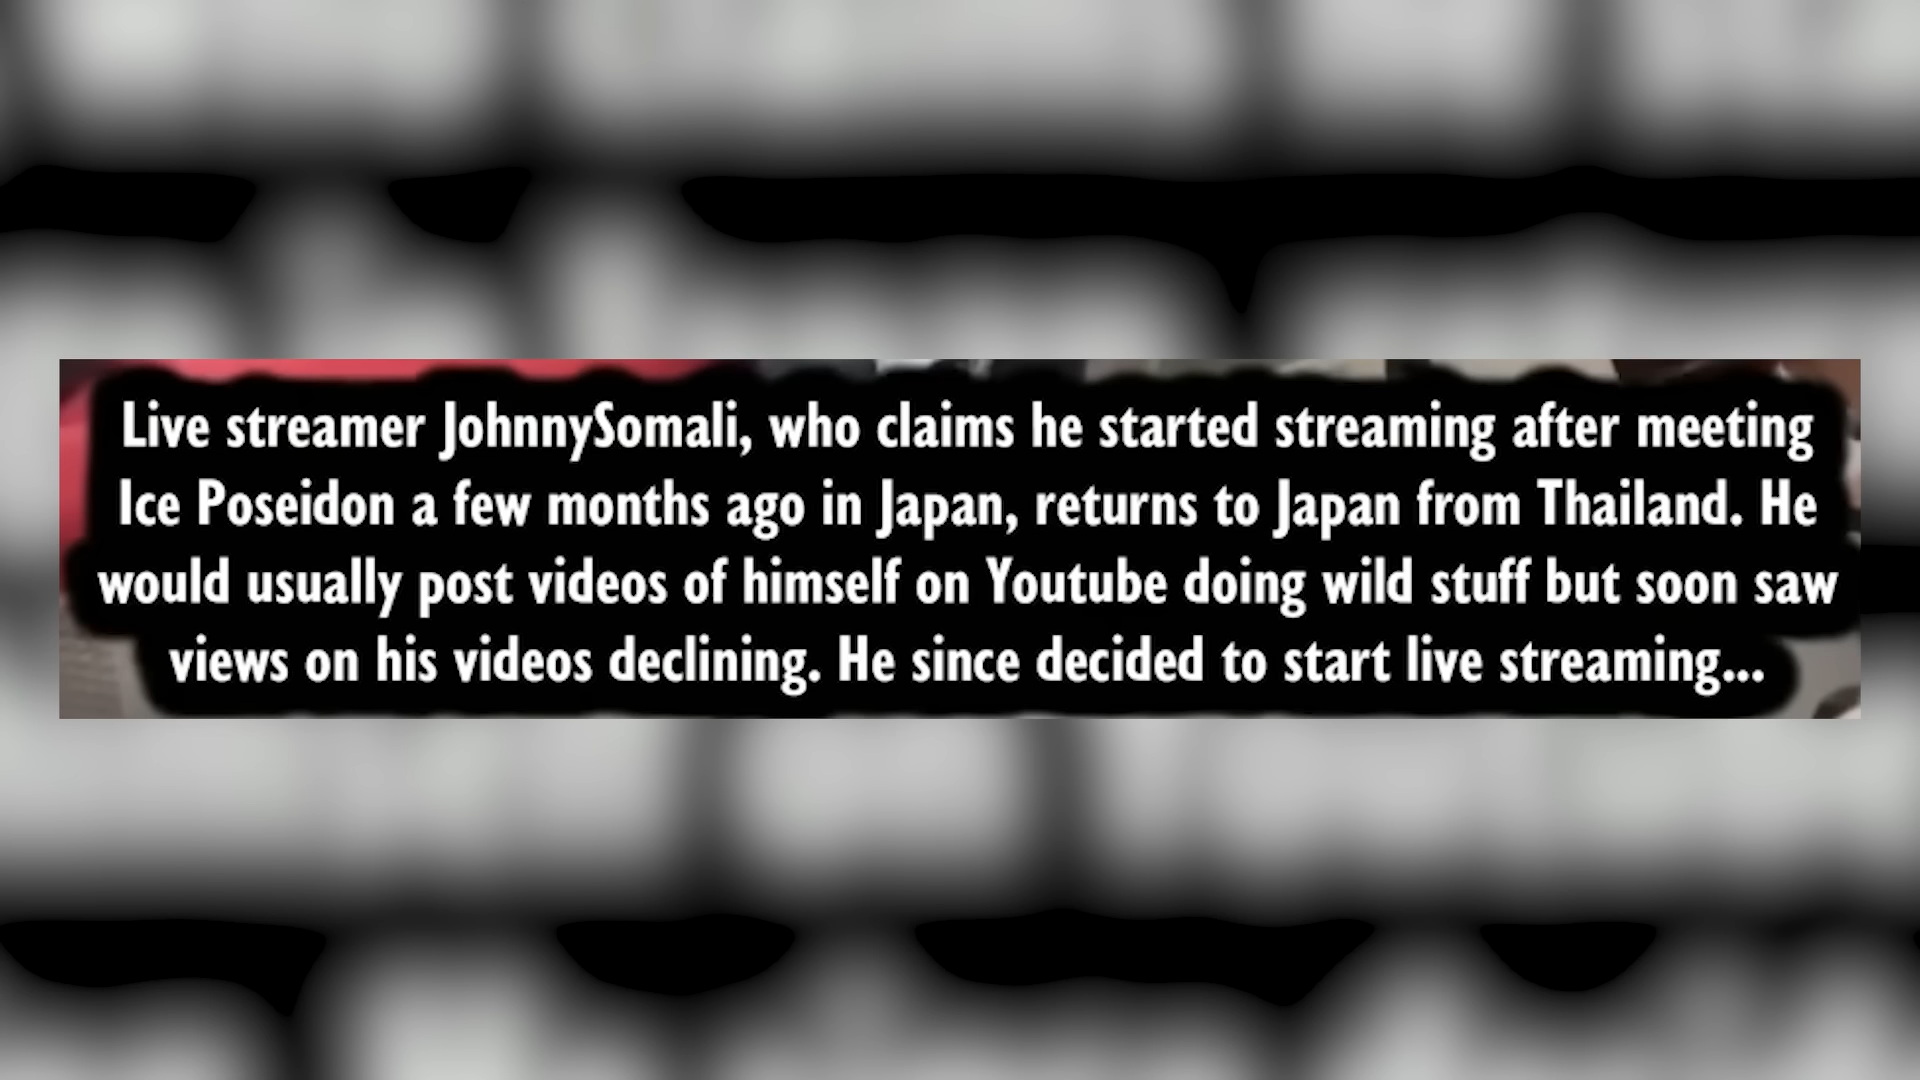 Live streamer JohnnySomali, who claims he started streaming after meeting
Ice Poseidon a few months ago in Japan, returns to Japan from Thailand. He
would usually post videos of himself on Youtube doing wild stuff but soon saw
views on his videos declining. He since decided to start live streaming...